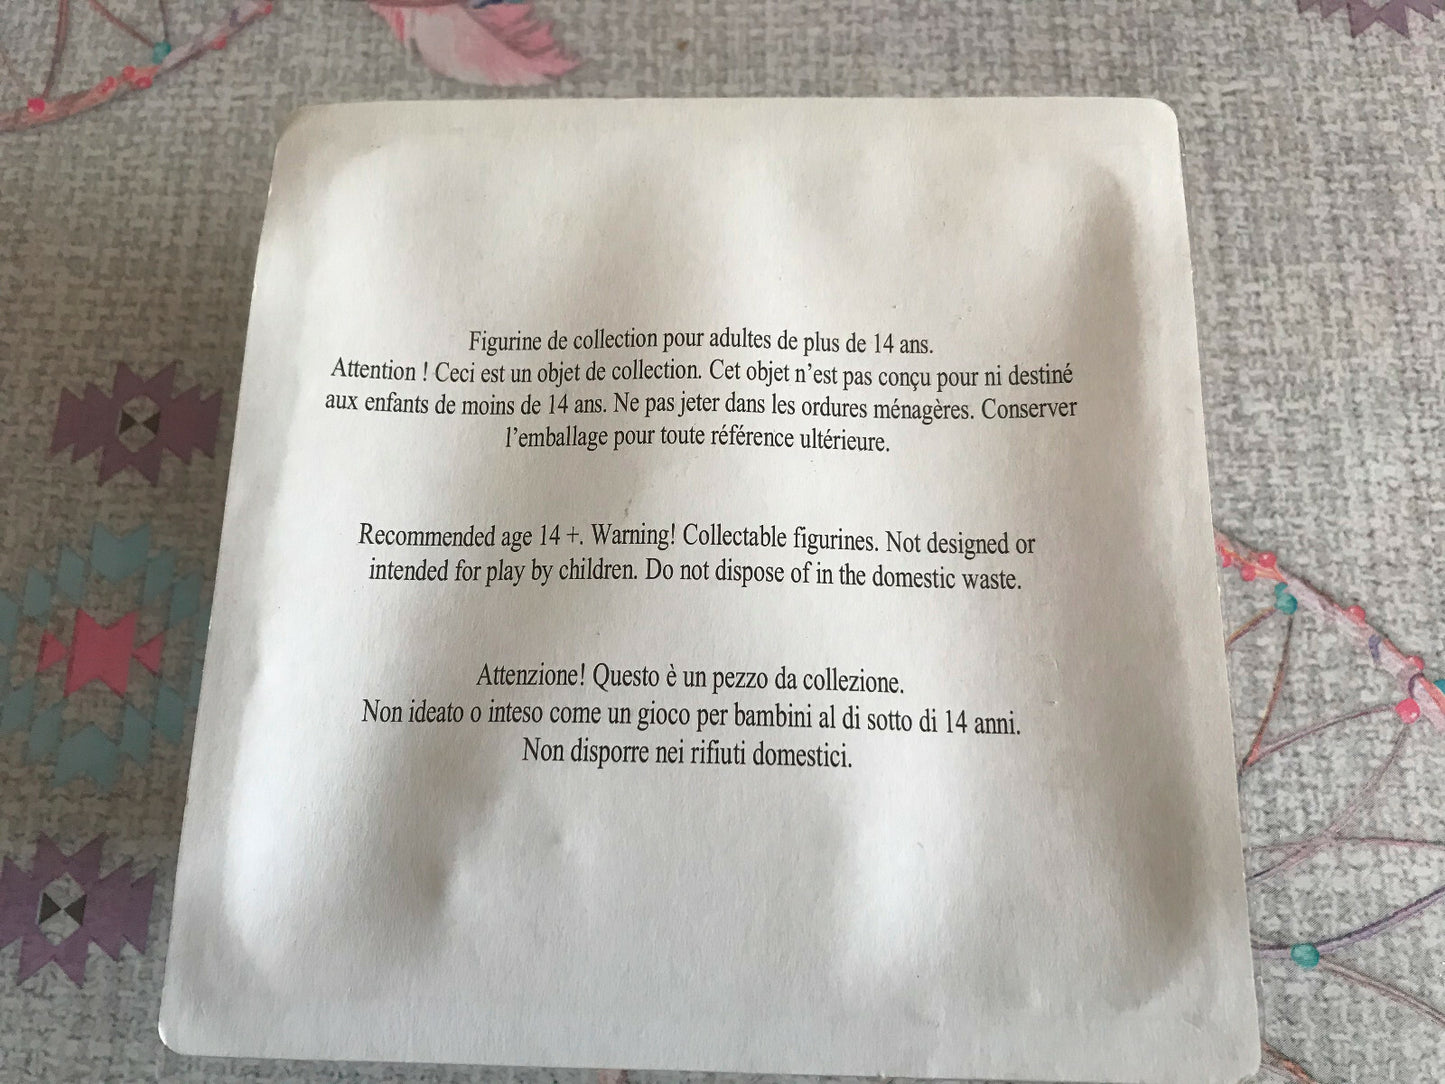 Figurine de collection pour adultes de plus de 14 ans.
Attention ! Ceci est un objet de collection. Cet objet n’est pas conçu pour ni destiné
aux enfants de moins de 14 ans. Ne pas jeter dans les ordures ménagères. Conserver
l’emballage pour toute référence ultérieure.
Recommended age 14 +. Warning! Collectable figurines. Not designed or
intended for play by children. Do not dispose of in the domestic waste.
Attenzione! Questo è un pezzo da collezione.
Non ideato o inteso come un gioco per bambini al di sotto di 14 anni.
Non disporre nei rifiuti domestici.